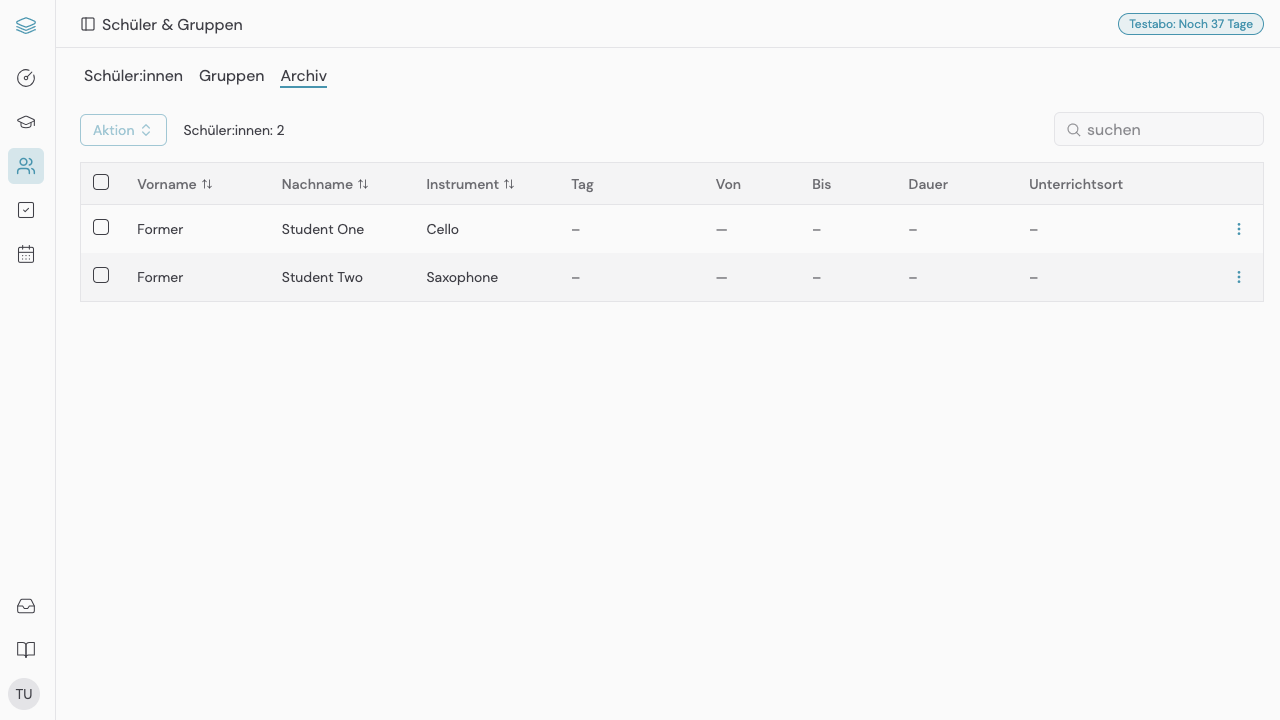 Schüler & Gruppen
Testabo: Noch 37 Tage
Schüler:innen Gruppen Archiv
Aktion
Schüler:innen: 2
suchen
Vorname Nachname Instrument Tag Von Bis Dauer Unterrichtsort
Former Student One Cello – — – – –
Former Student Two Saxophone – — – – –
TU